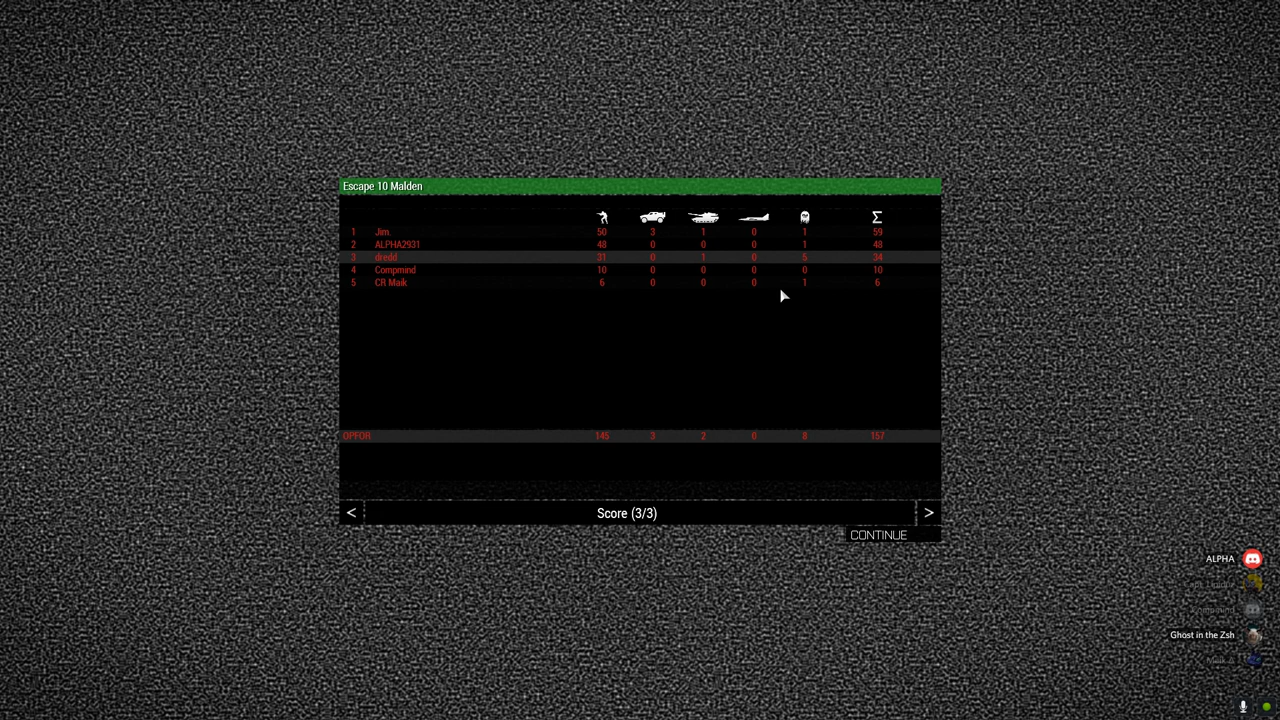 Escape 10 Malden
Σ
1 Jim. 50 3 1 0 1 59
2 ALPHA2931 48 0 0 0 1 48
3 dredd 31 0 1 0 5 34
4 Compmind 10 0 0 0 0 10
5 CR Maik 6 0 0 0 1 6
OPFOR 145 3 2 0 8 157
< Score (3/3) >
CONTINUE
ALPHA
Compmind
Ghost in the Zsh